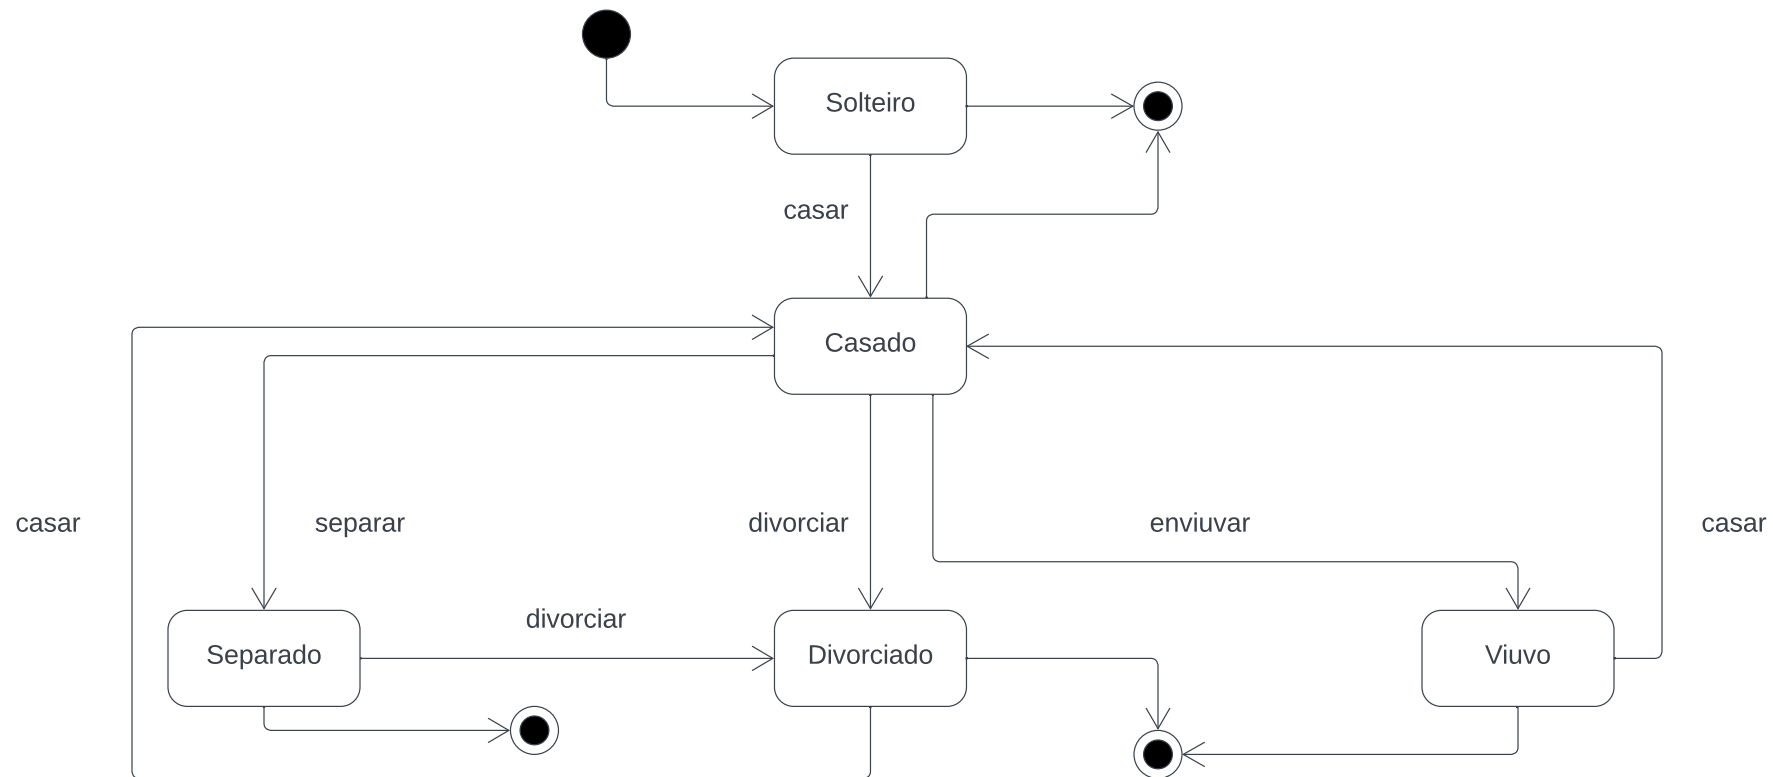 Solteiro
casar
Casado
casar
separar
divorciar
enviuvar
casar
divorciar
Separado
Divorciado
Viuvo